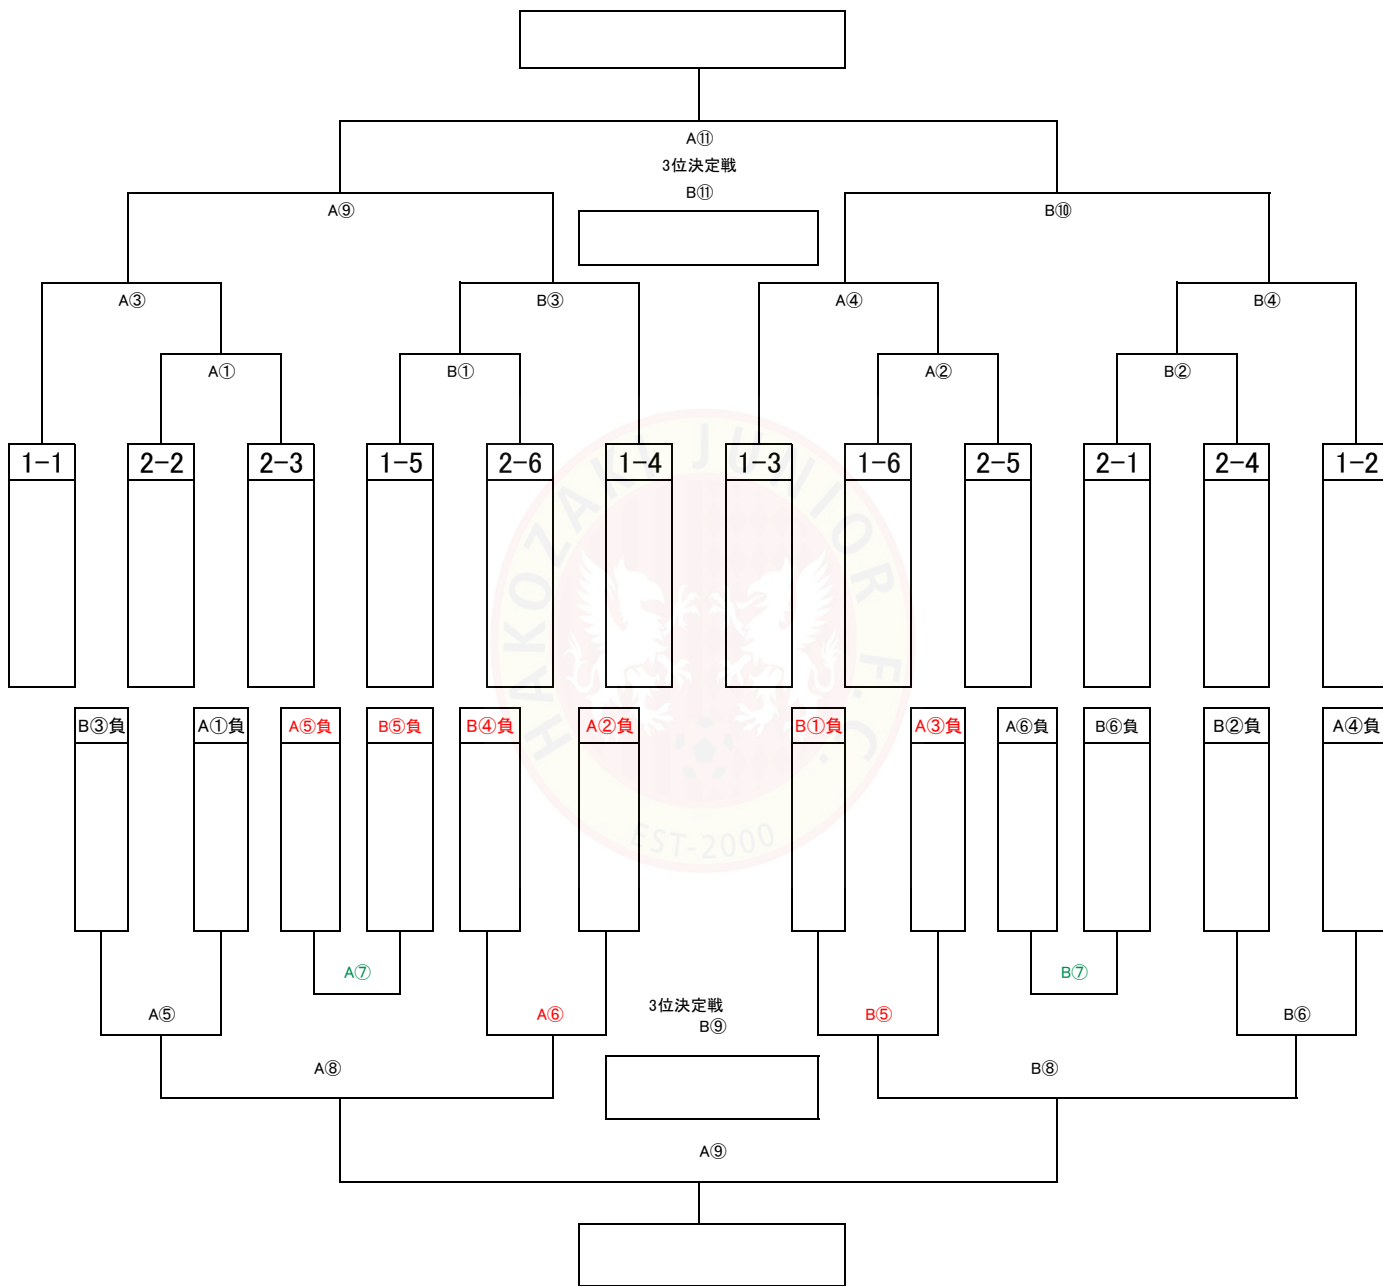 A⑪
3位決定戦
B⑪
A⑨ B⑩
A③ B③ A④ B④
A① B① A② B②
1-1 2-2 2-3 1-5 2-6 1-4 1-3 1-6 2-5 2-1 2-4 1-2
HAKOZAKI JUNIOR F.C.
EST-2000
B③負 A①負 A⑤負 B⑤負 B④負 A②負 B①負 A③負 A⑥負 B⑥負 B②負 A④負
A⑦ B⑦
3位決定戦
A⑤ A⑥ B⑨ B⑤ B⑥
A⑧ B⑧
A⑨